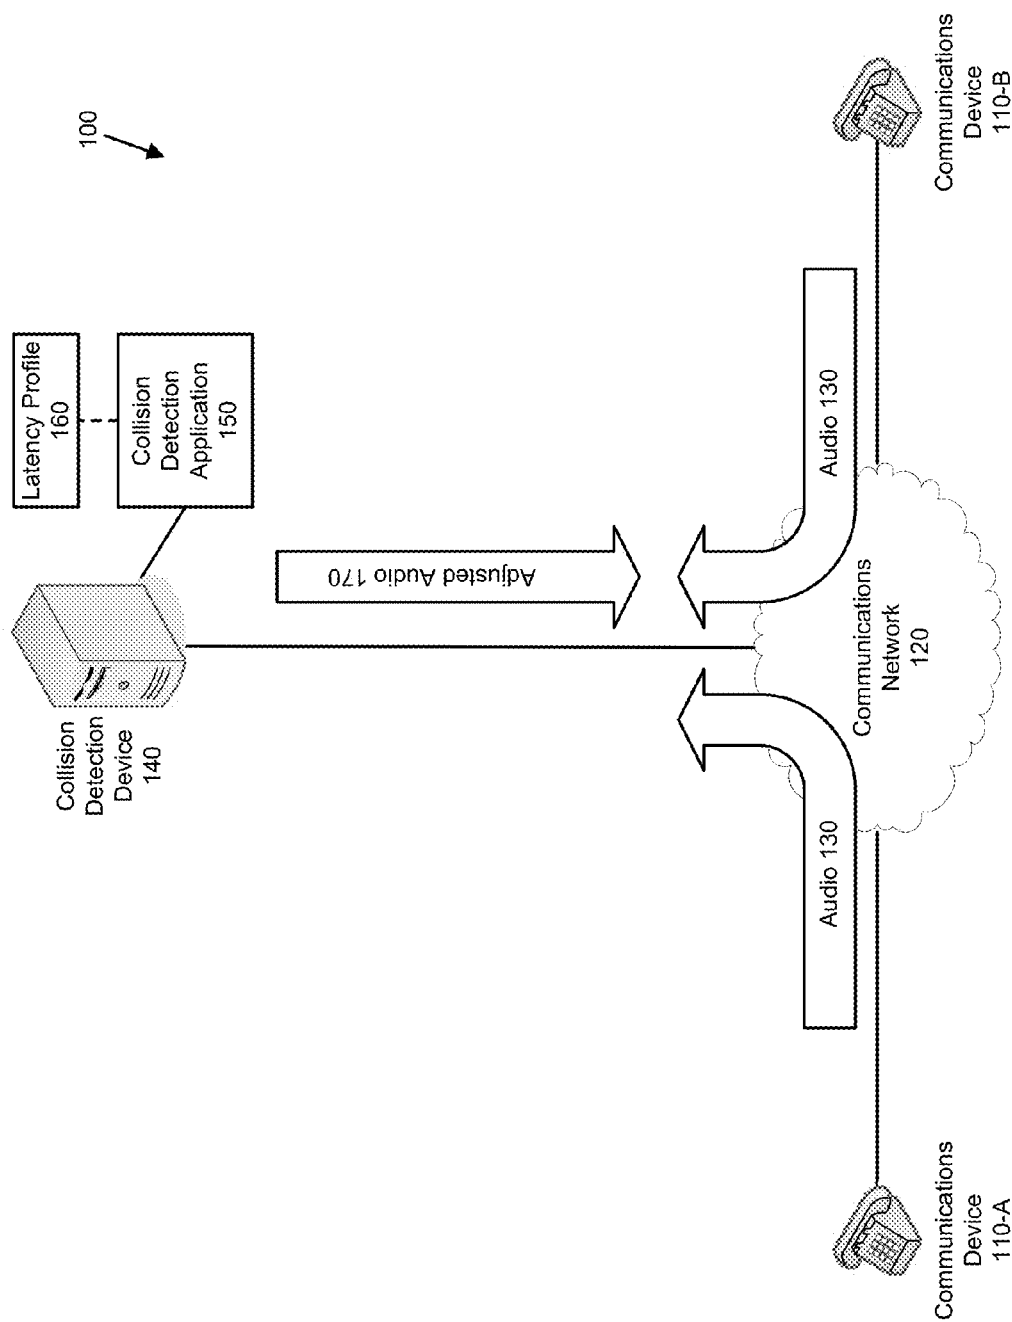 100
Collision
Detection
Device
140
Latency Profile
160
Collision
Detection
Application
150
Adjusted Audio 170
Audio 130
Audio 130
Communications
Network
120
Communications
Device
110-A
Communications
Device
110-B